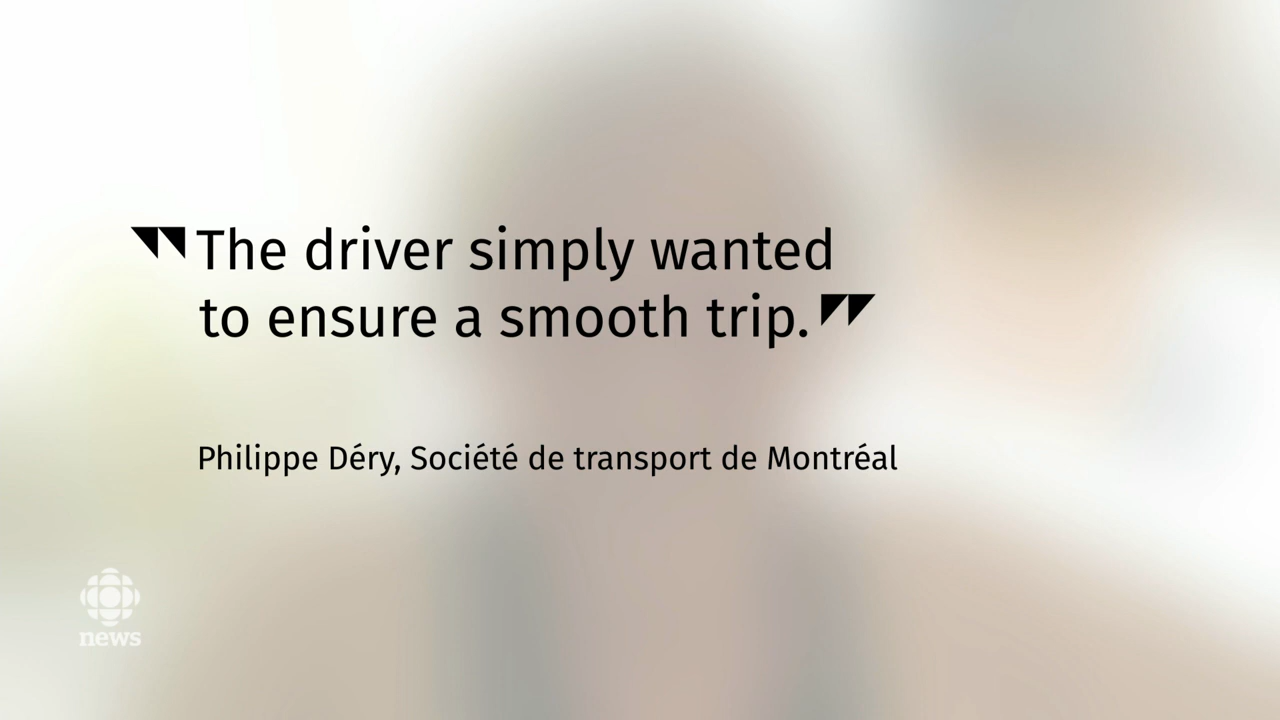 "The driver simply wanted
to ensure a smooth trip."
Philippe Déry, Société de transport de Montréal
news